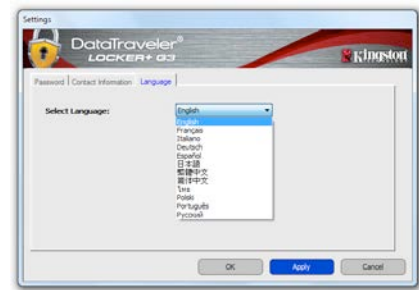 Settings
DataTraveler®
LOCKER+ G3
Kingston
Password
Contact Information
Language
Select Language:
English
English
Français
Italiano
Deutsch
Español
日本語
繁體中文
简体中文
ไทย
Polski
Português
Русский
OK
Apply
Cancel